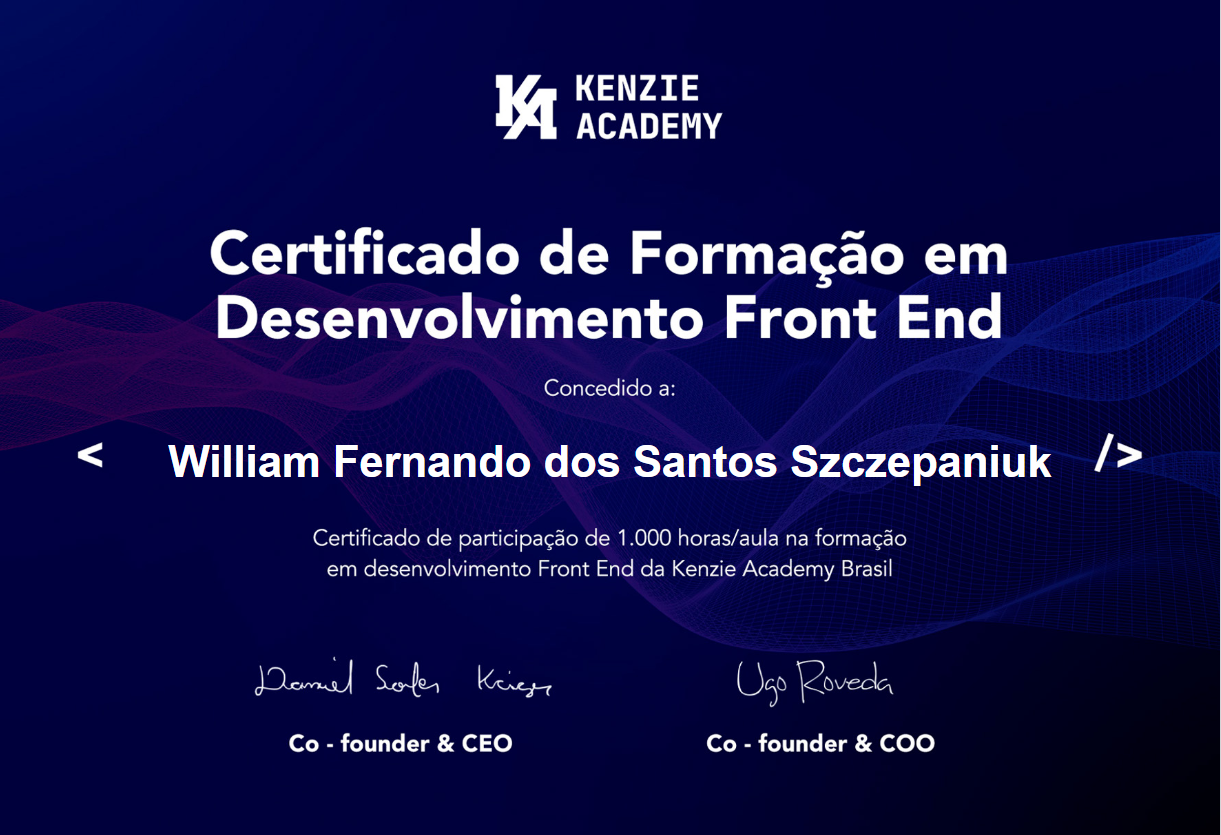 KENZIE
ACADEMY
Certificado de Formação em
Desenvolvimento Front End
Concedido a:
< William Fernando dos Santos Szczepaniuk />
Certificado de participação de 1.000 horas/aula na formação
em desenvolvimento Front End da Kenzie Academy Brasil
Daniel Kriger Ugo Roveda
Co - founder & CEO Co - founder & COO